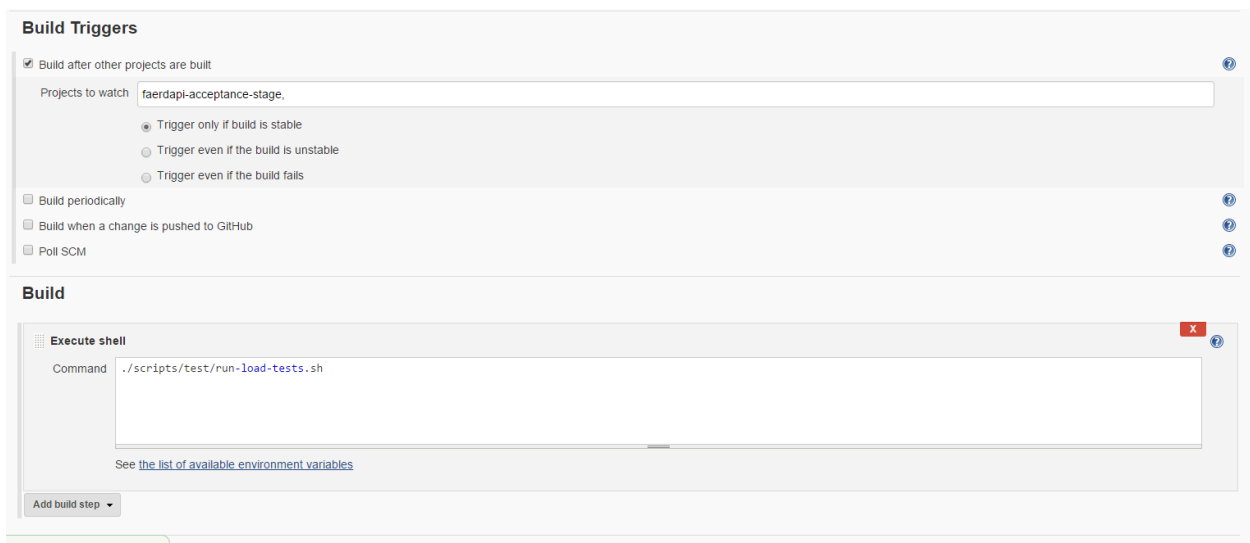 Build Triggers
Build after other projects are built
Projects to watch faerdapi-acceptance-stage,
Trigger only if build is stable
Trigger even if the build is unstable
Trigger even if the build fails
Build periodically
Build when a change is pushed to GitHub
Poll SCM
Build
X
Execute shell
Command ./scripts/test/run-load-tests.sh
See the list of available environment variables
Add build step